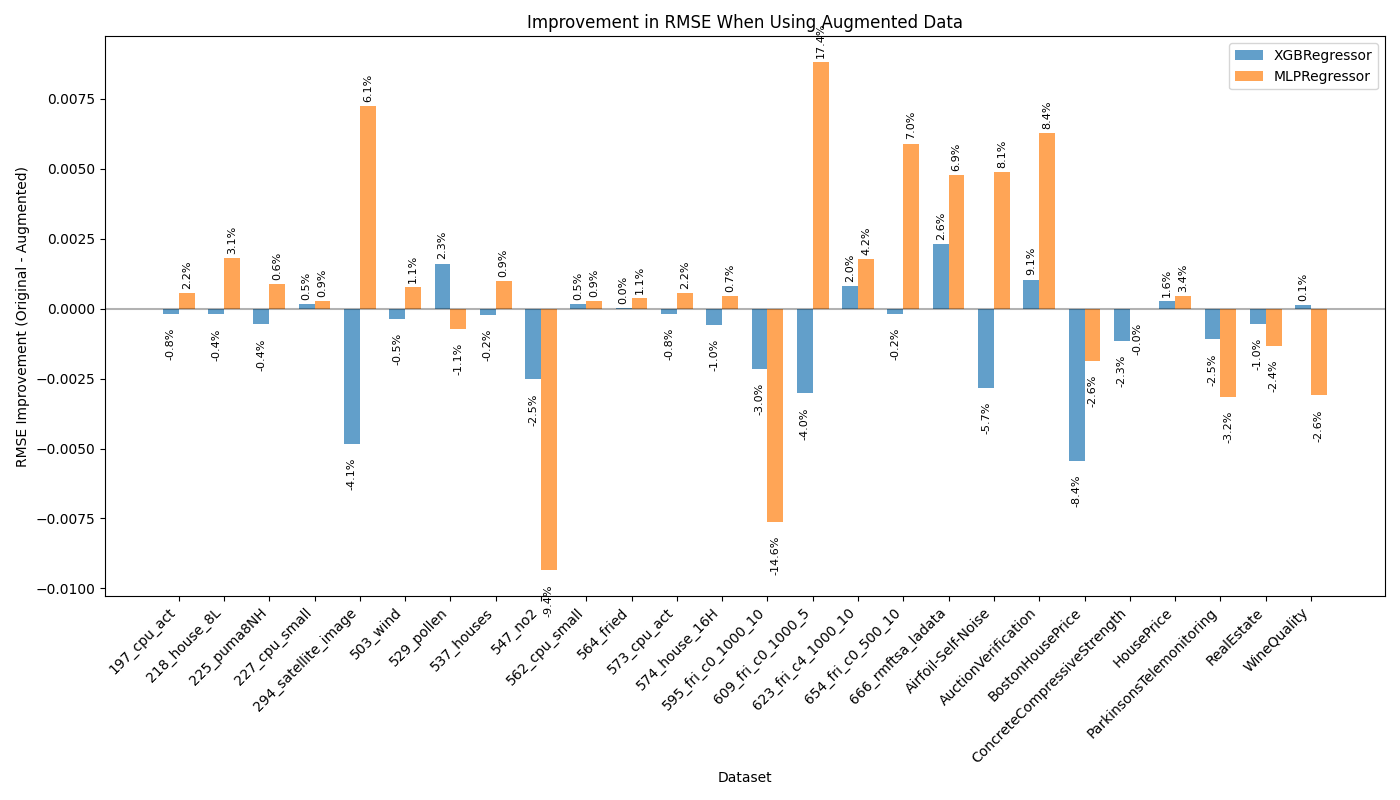 Improvement in RMSE When Using Augmented Data
XGBRegressor
MLPRegressor
RMSE Improvement (Original - Augmented)
0.0075
0.0050
0.0025
0.0000
−0.0025
−0.0050
−0.0075
−0.0100
-0.8%
2.2%
-0.4%
3.1%
-0.4%
0.6%
0.5%
0.9%
-4.1%
6.1%
-0.5%
1.1%
2.3%
-1.1%
-0.2%
0.9%
-2.5%
-9.4%
0.5%
0.9%
0.0%
1.1%
-0.8%
2.2%
-1.0%
0.7%
-3.0%
-14.6%
-4.0%
17.4%
2.0%
4.2%
-0.2%
7.0%
2.6%
6.9%
-5.7%
8.1%
9.1%
8.4%
-8.4%
-2.6%
-2.3%
-0.0%
1.6%
3.4%
-2.5%
-3.2%
-1.0%
-2.4%
0.1%
-2.6%
197_cpu_act
218_house_8L
225_puma8NH
227_cpu_small
294_satellite_image
503_wind
529_pollen
537_houses
547_no2
562_cpu_small
564_fried
573_cpu_act
574_house_16H
595_fri_c0_1000_10
609_fri_c0_1000_5
623_fri_c4_1000_10
654_fri_c0_500_10
666_rmftsa_ladata
Airfoil-Self-Noise
AuctionVerification
BostonHousePrice
ConcreteCompressiveStrength
HousePrice
ParkinsonsTelemonitoring
RealEstate
WineQuality
Dataset